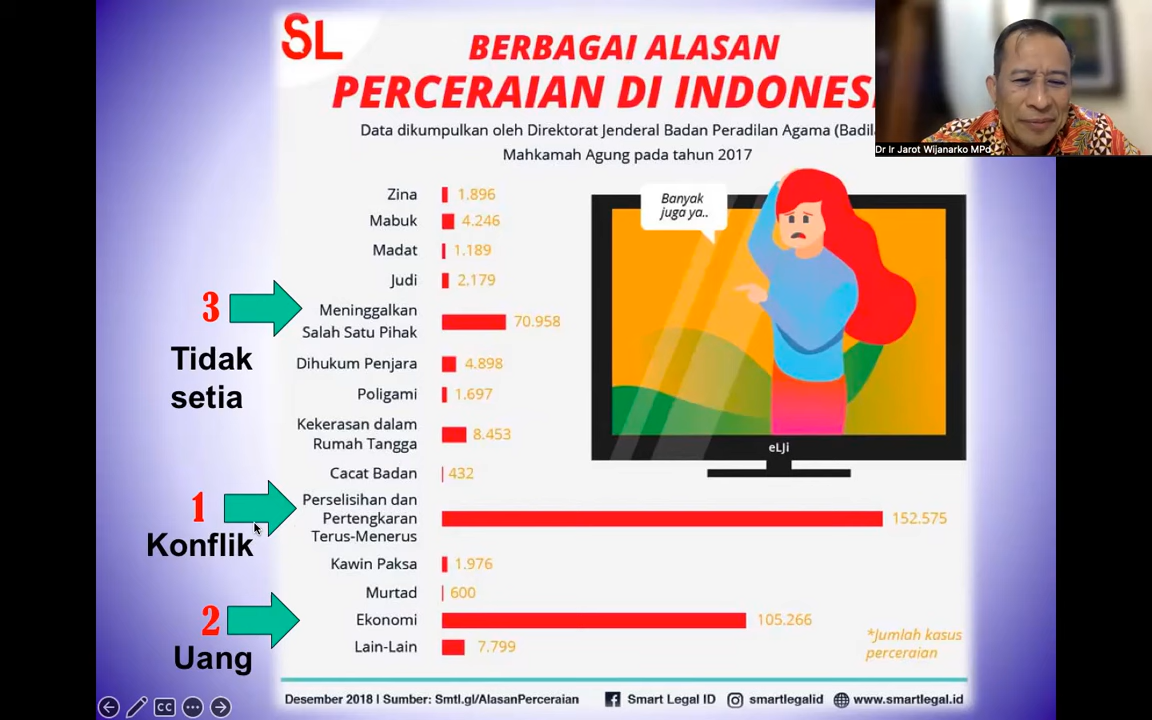 SL
BERBAGAI ALASAN
PERCERAIAN DI INDONES
Data dikumpulkan oleh Direktorat Jenderal Badan Peradilan Agama (Badil
Mahkamah Agung pada tahun 2017
Dr Ir Jarot Wijanarko MPd
Zina 1.896
Mabuk 4.246
Madat 1.189
Judi 2.179
Meninggalkan
Salah Satu Pihak 70.958
Dihukum Penjara 4.898
Poligami 1.697
Kekerasan dalam
Rumah Tangga 8.453
Cacat Badan 432
Perselisihan dan
Pertengkaran 152.575
Terus-Menerus
Kawin Paksa 1.976
Murtad 600
Ekonomi 105.266
Lain-Lain 7.799
3
Tidak
setia
1
Konflik
2
Uang
Banyak
juga ya..
eLJi
*Jumlah kasus
perceraian
Desember 2018 | Sumber: Smtl.gl/AlasanPerceraian
Smart Legal ID
smartlegalid
www.smartlegal.id
CC